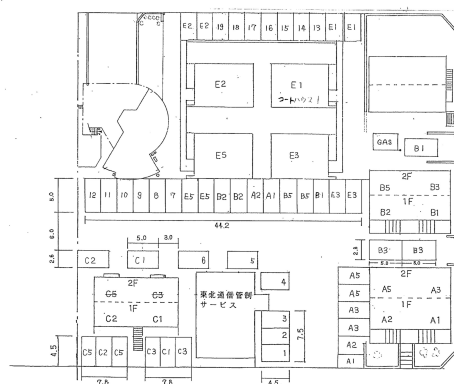 E2 E2 19 18 17 16 15 14 13 E1 E1
E2
E1
コートハウス!
E5
E3
GAS
B1
2F
B5 B3
1F
B2 B1
12 11 10 9 8 7 E5 E5 B2 B2 A2 A1 B5 B5 B1 E3 E3
5.0
44.2
6.0
5.0 3.0
2.8
C2
C1
6
5
B3 B3
2.8
5.0 5.0
2F
C5 C3
1F
C2 C1
東北通信管制
サービス
4
3
2
1
7.5
4.5
A5
A5
A3
A3
A2
A1
2F
A5 A3
1F
A2 A1
4.5
C5 C2 C5
C3 C1 C3
7.8
7.8